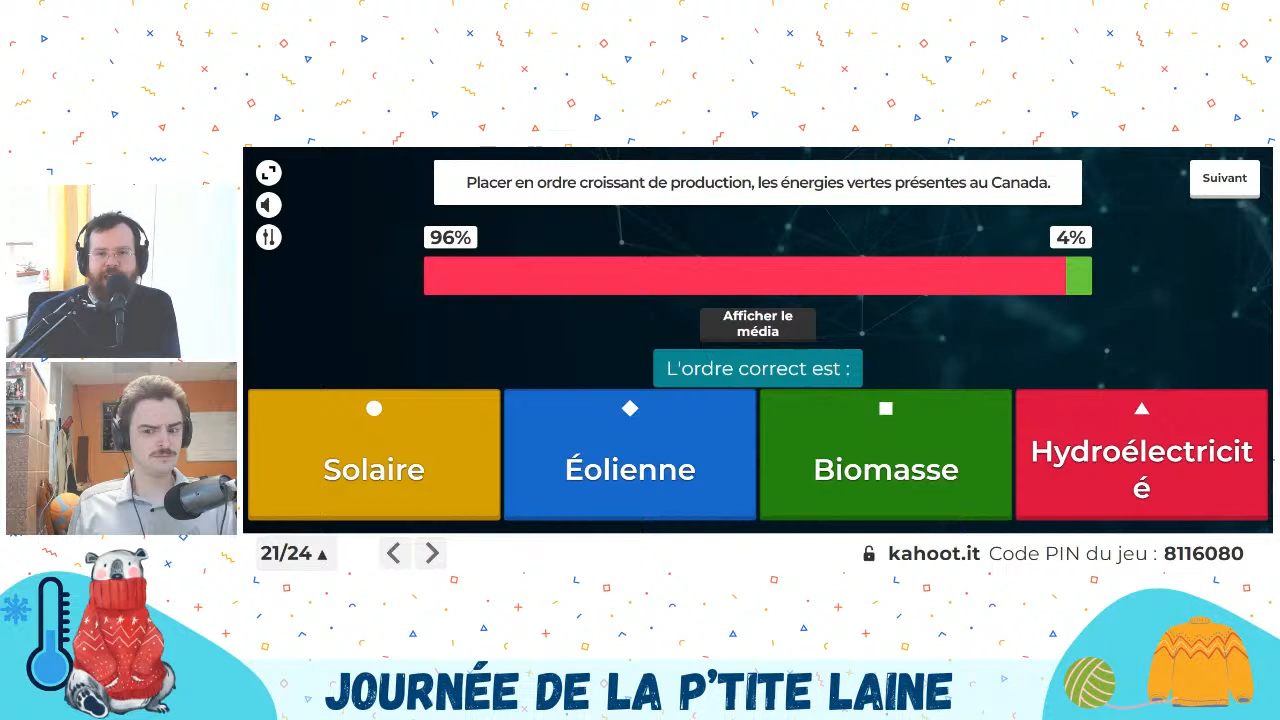 Placer en ordre croissant de production, les énergies vertes présentes au Canada.
Suivant
96%
4%
Afficher le
média
L'ordre correct est :
Solaire
Éolienne
Biomasse
Hydroélectricit
é
21/24 ▲
kahoot.it Code PIN du jeu : 8116080
JOURNÉE DE LA P'TITE LAINE